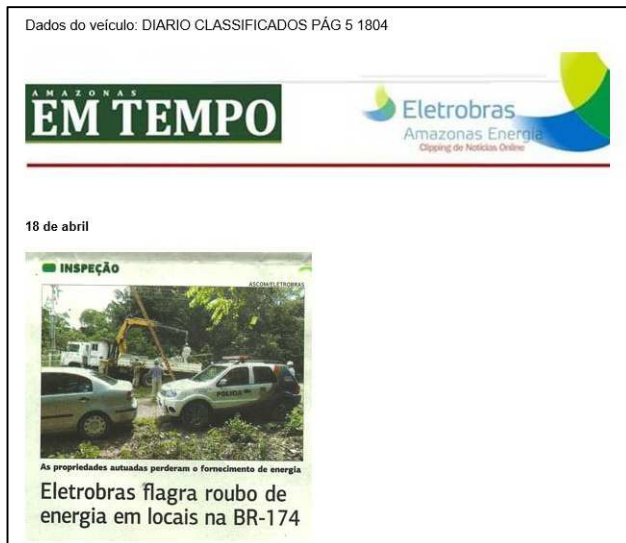 Dados do veículo: DIARIO CLASSIFICADOS PÁG 5 1804
AMAZONAS
EM TEMPO
Eletrobras
Amazonas Energia
Clipping de Notícias Online
18 de abril
INSPEÇÃO
ASCOM/ELETROBRAS
POLICIA
As propriedades autuadas perderam o fornecimento de energia
Eletrobras flagra roubo de
energia em locais na BR-174